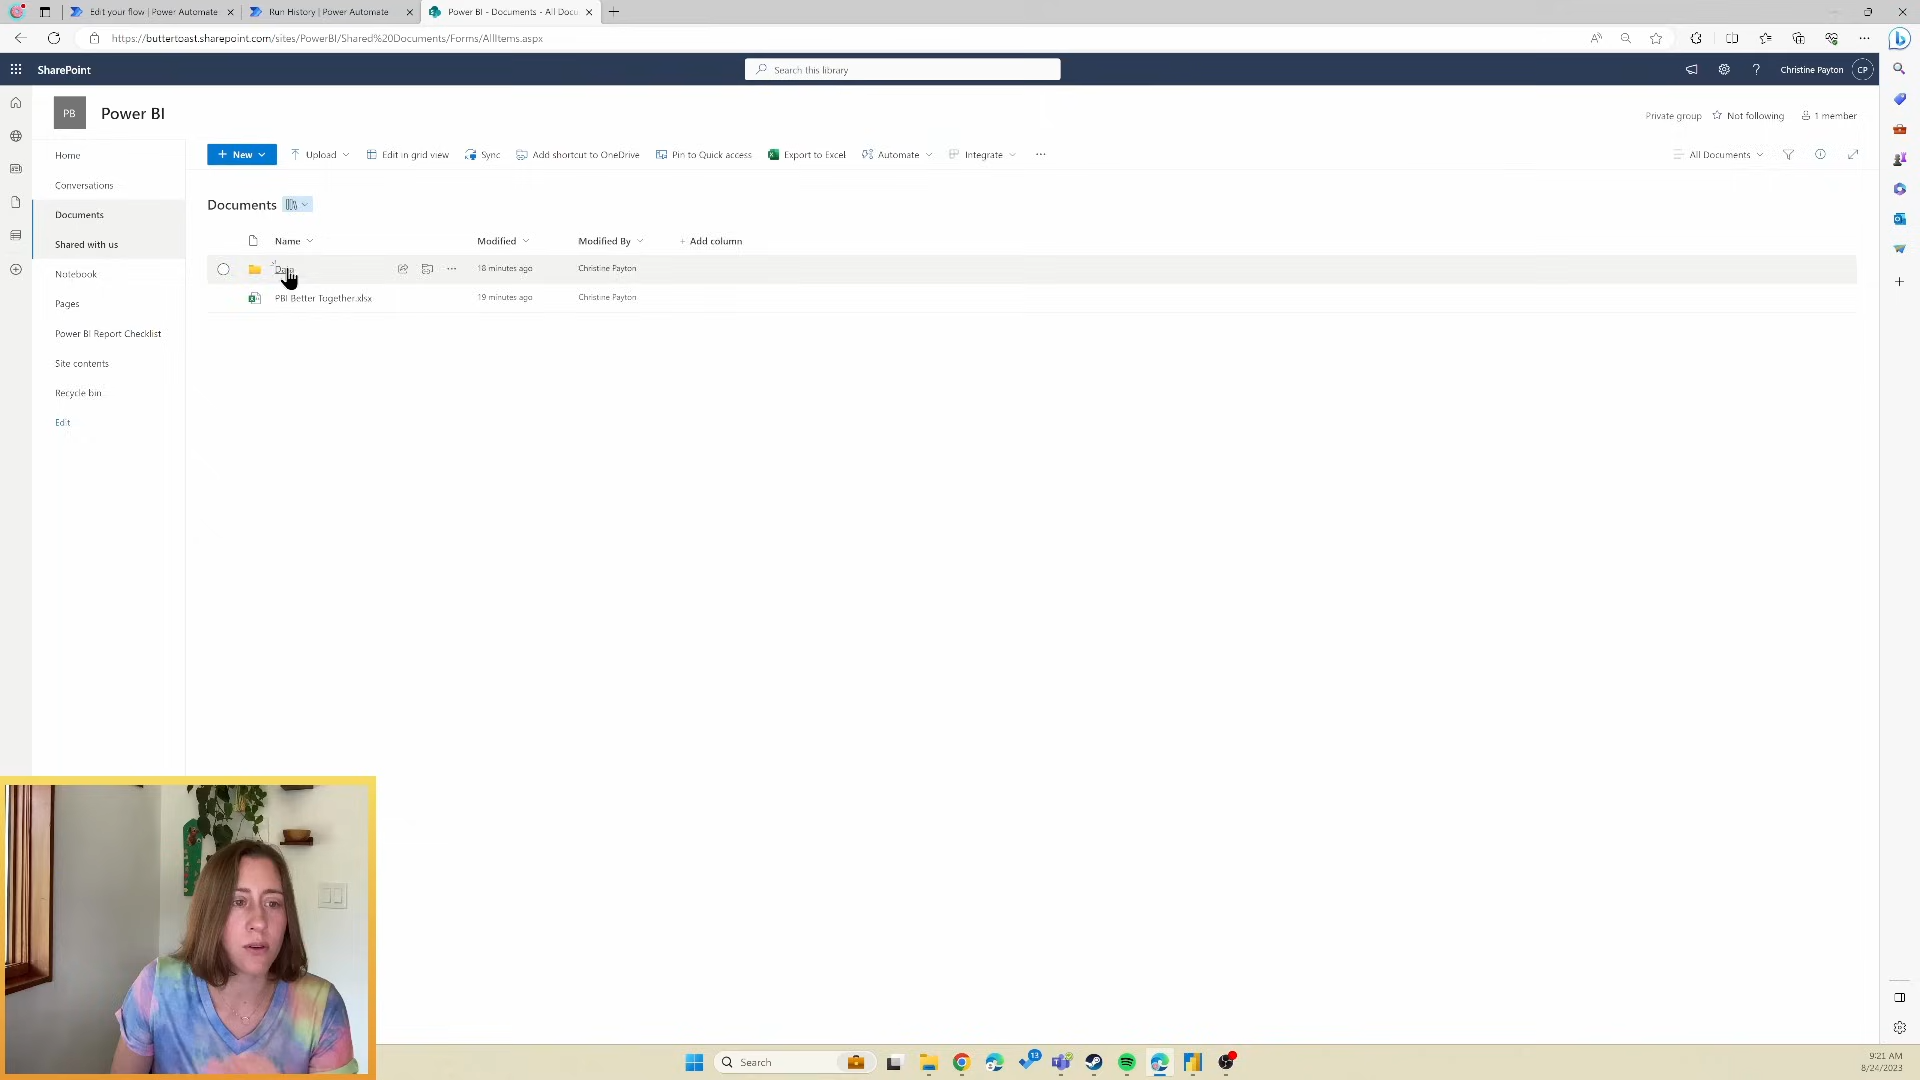 Edit your flow | Power Automate
Run History | Power Automate
Power BI - Documents - All Docu
https://buttertoast.sharepoint.com/sites/PowerBI/Shared%20Documents/Forms/AllItems.aspx
SharePoint
Search this library
Christine Payton
CP
PB
Power BI
Private group
Not following
1 member
Home
Conversations
Documents
Shared with us
Notebook
Pages
Power BI Report Checklist
Site contents
Recycle bin
Edit
+ New
Upload
Edit in grid view
Sync
Add shortcut to OneDrive
Pin to Quick access
Export to Excel
Automate
Integrate
...
All Documents
Documents
Name
Modified
Modified By
+ Add column
18 minutes ago
Christine Payton
PBI Better Together.xlsx
19 minutes ago
Christine Payton
Search
13
9:21 AM
8/24/2023